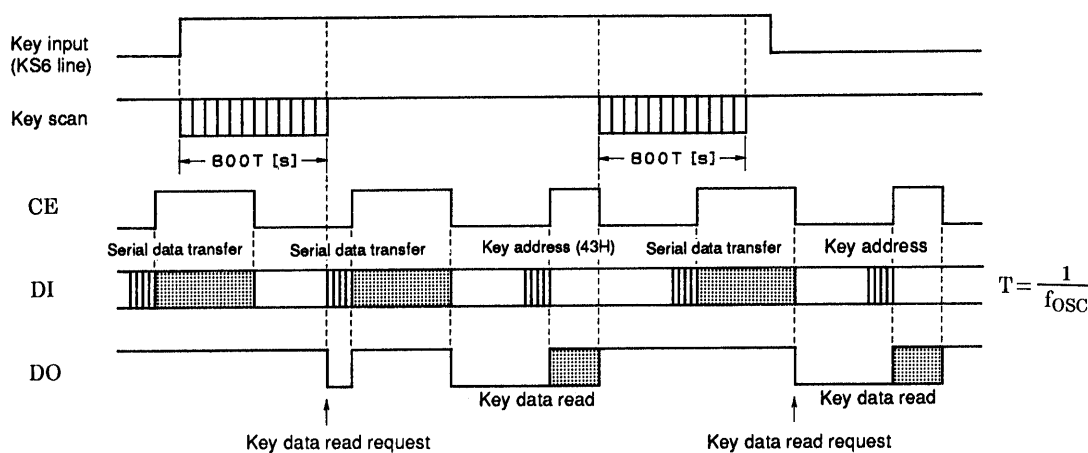 Key input
(KS6 line)
Key scan
800T [s]
800T [s]
CE
Serial data transfer
Serial data transfer
Key address (43H)
Serial data transfer
Key address
DI
T = 1/fOSC
DO
Key data read
Key data read
Key data read request
Key data read request